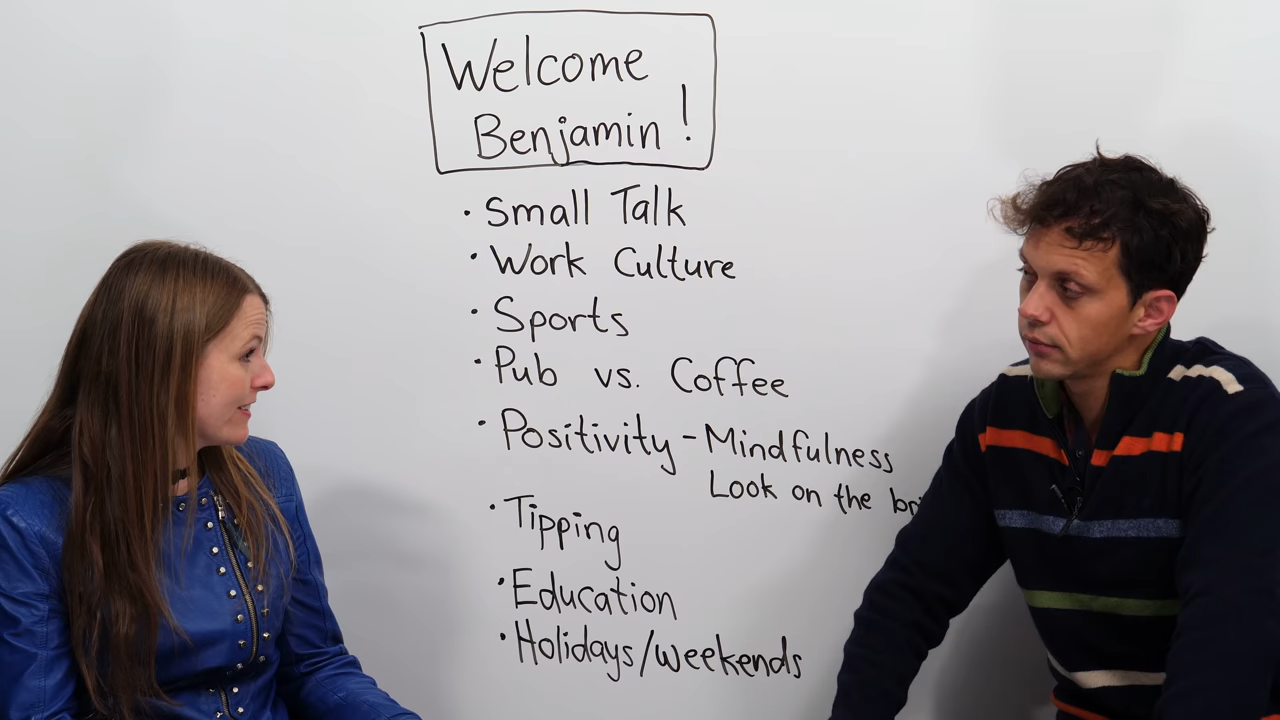 Welcome
Benjamin!
• Small Talk
• Work Culture
• Sports
• Pub vs. Coffee
• Positivity - Mindfulness
Look on the
• Tipping
• Education
• Holidays/weekends